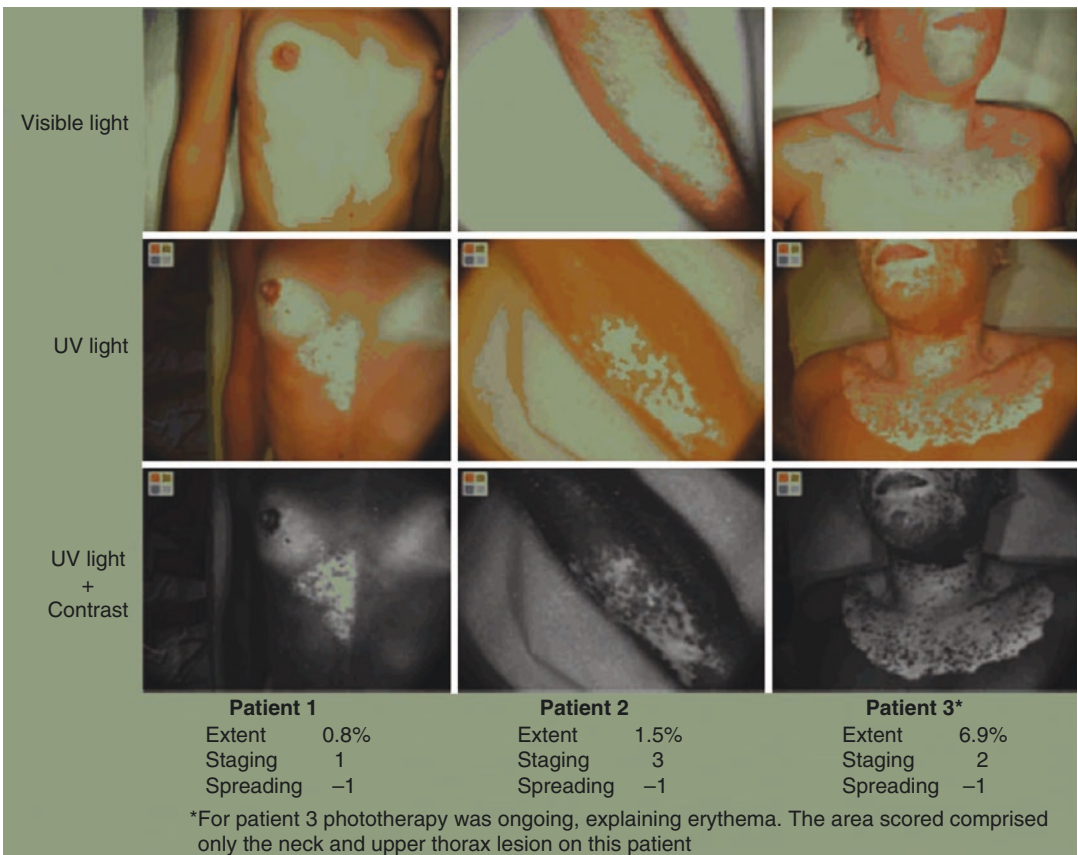 Visible light
UV light
UV light
+
Contrast
Patient 1
Extent 0.8%
Staging 1
Spreading –1
Patient 2
Extent 1.5%
Staging 3
Spreading –1
Patient 3*
Extent 6.9%
Staging 2
Spreading –1
*For patient 3 phototherapy was ongoing, explaining erythema. The area scored comprised
only the neck and upper thorax lesion on this patient